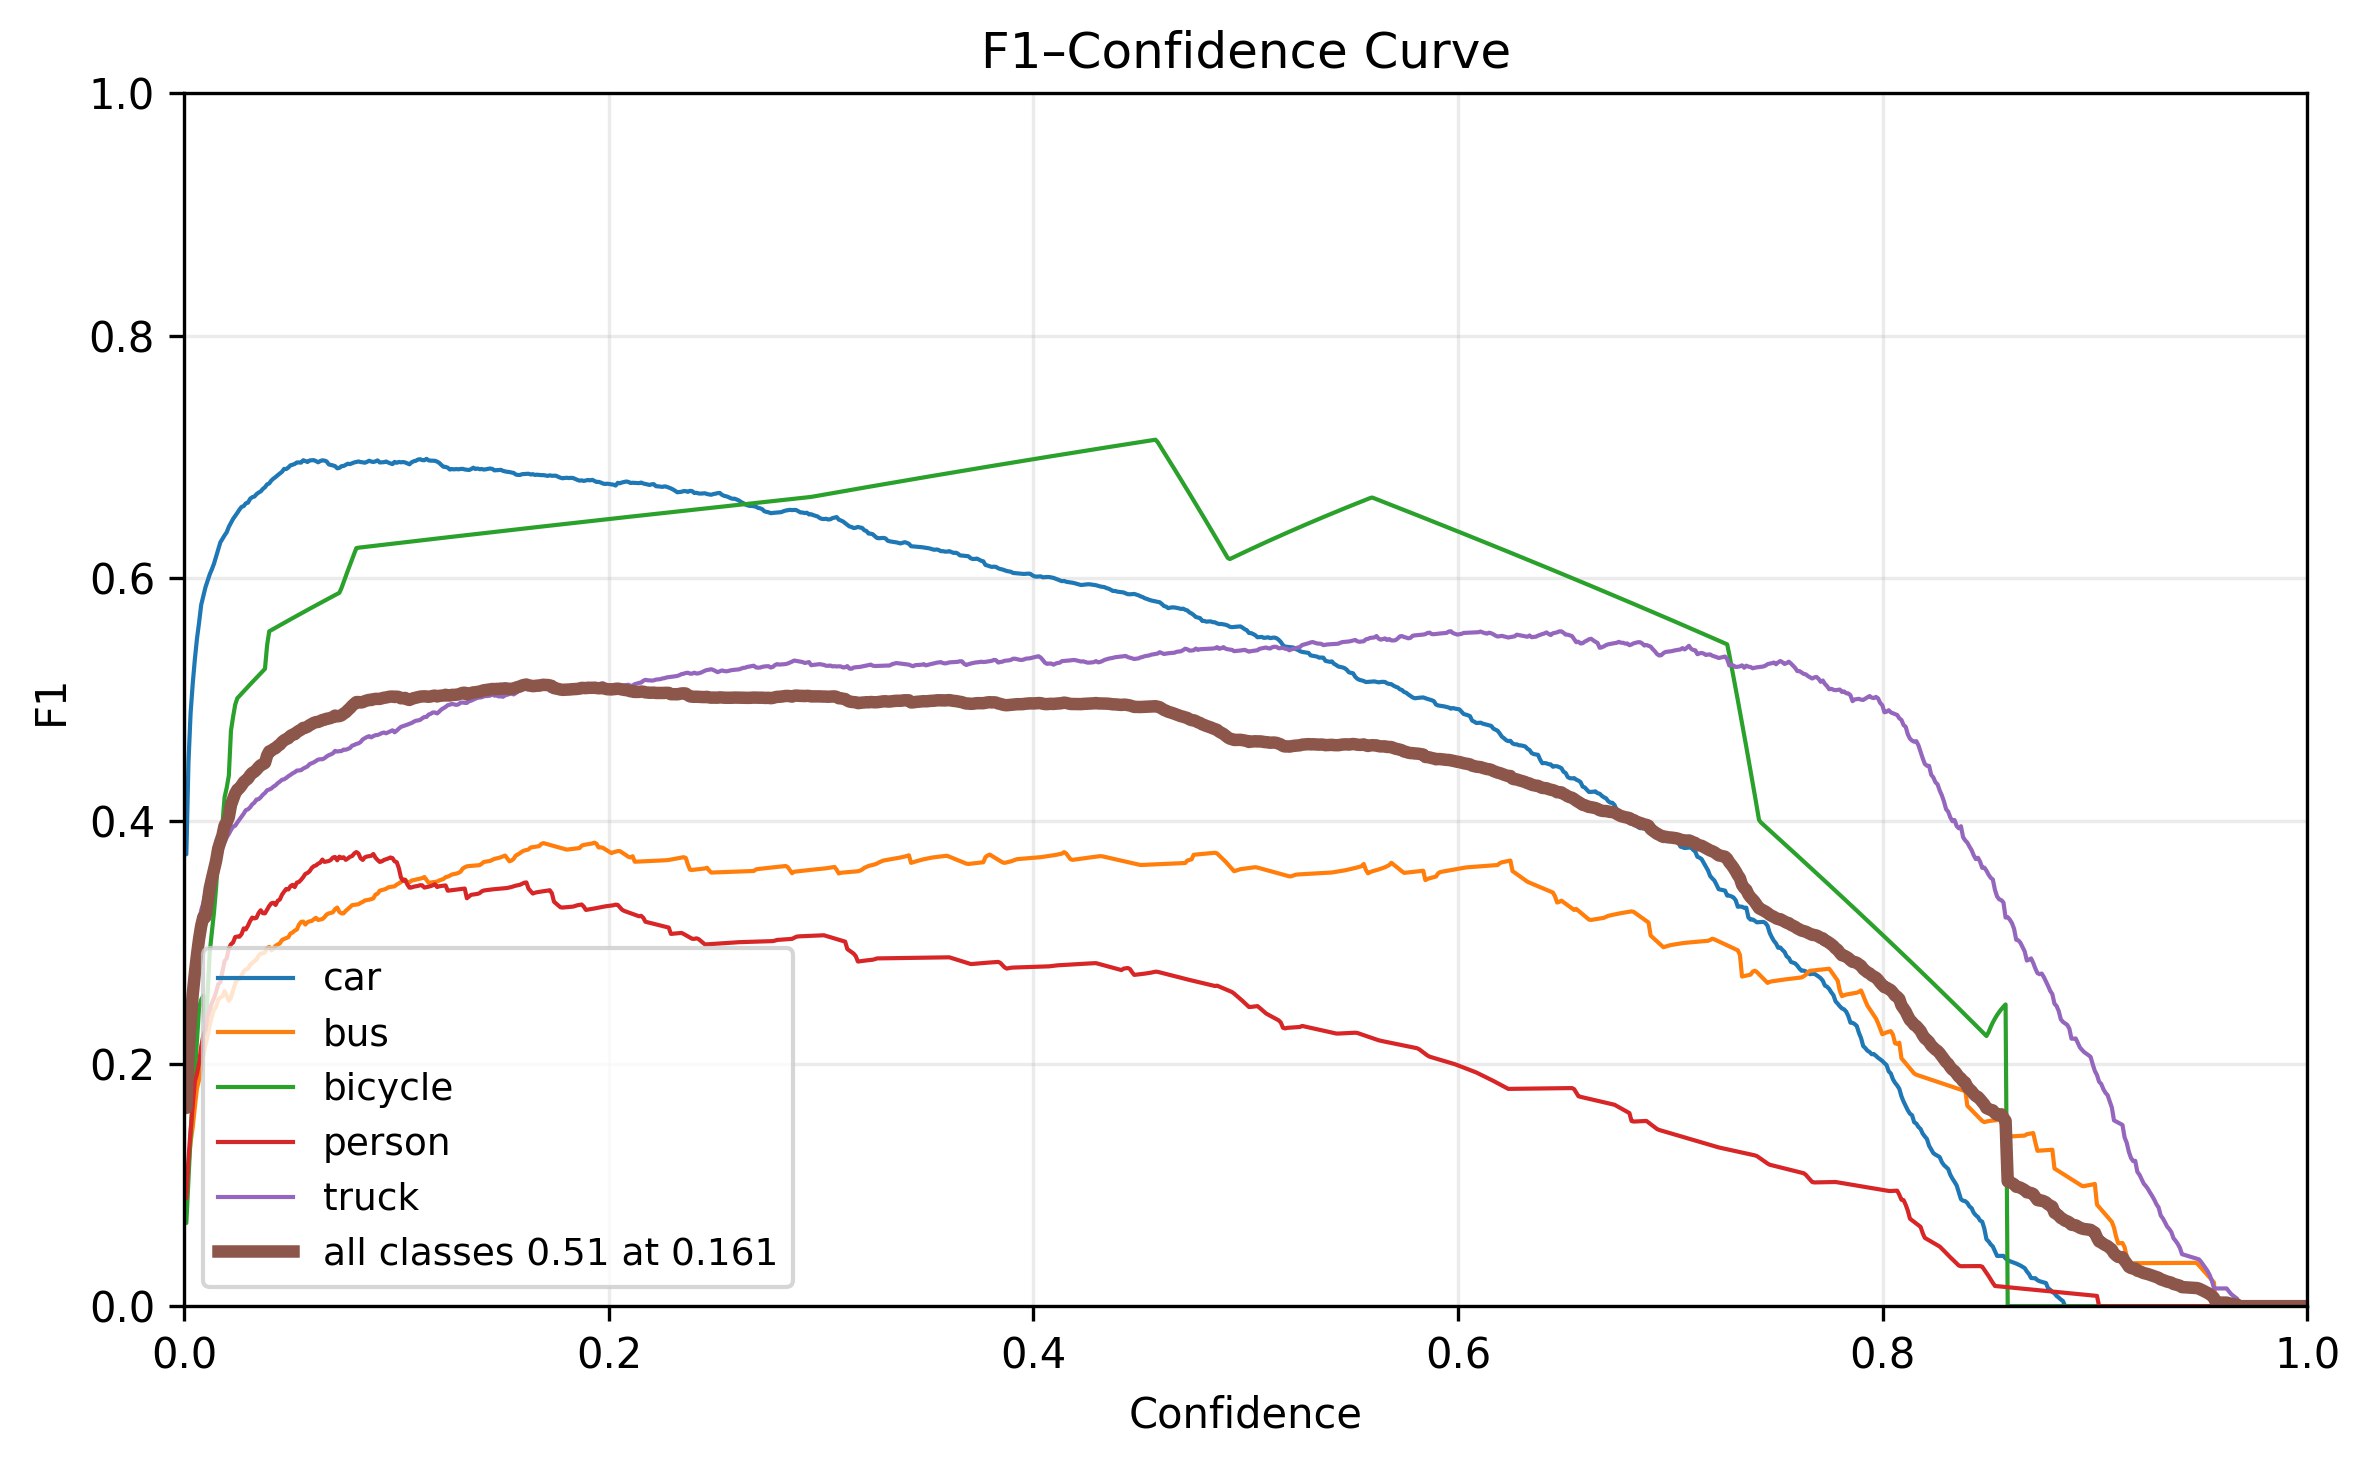 F1–Confidence Curve
1.0
0.8
0.6
0.4
0.2
0.0
F1
car
bus
bicycle
person
truck
all classes 0.51 at 0.161
0.0 0.2 0.4 0.6 0.8 1.0
Confidence